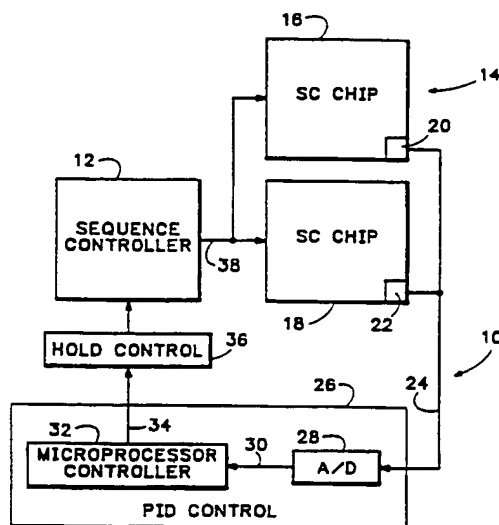 16
SC CHIP
14
20
12
SEQUENCE
CONTROLLER
38
SC CHIP
22
18
10
HOLD CONTROL
36
26
24
32
34
28
MICROPROCESSOR
CONTROLLER
30
A/D
PID CONTROL